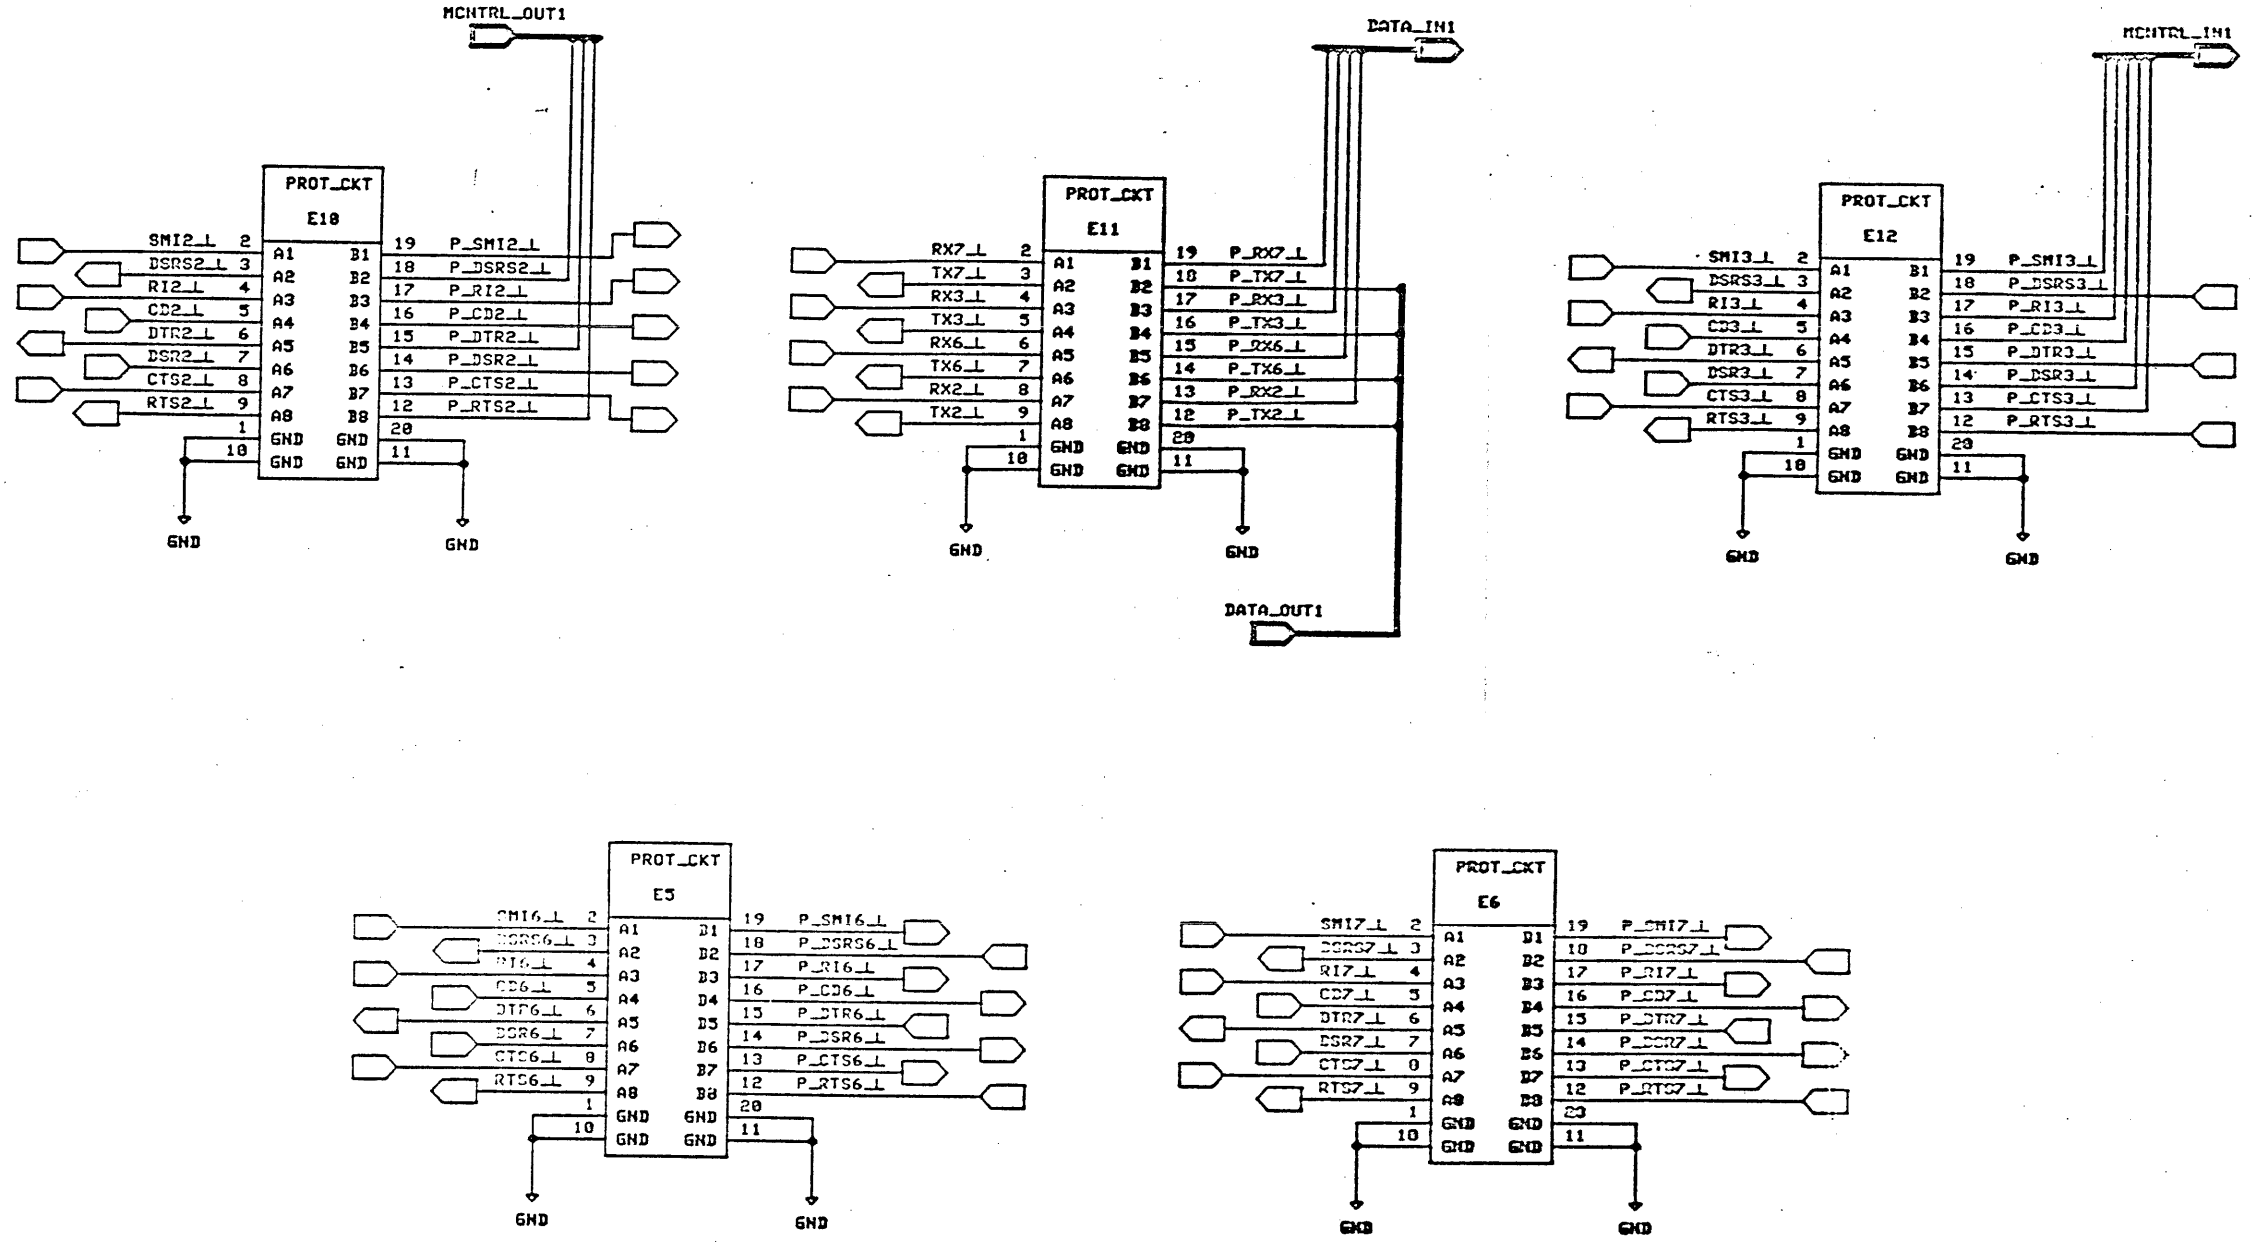 MCNTRL_OUT1
DATA_IN1
MCNTRL_IN1
PROT_CKT
E10
SMI2_L 2 A1 B1 19 P_SMI2_L
DSRS2_L 3 A2 B2 18 P_DSRS2_L
RI2_L 4 A3 B3 17 P_RI2_L
CD2_L 5 A4 B4 16 P_CD2_L
DTR2_L 6 A5 B5 15 P_DTR2_L
DSR2_L 7 A6 B6 14 P_DSR2_L
CTS2_L 8 A7 B7 13 P_CTS2_L
RTS2_L 9 A8 B8 12 P_RTS2_L
1 GND GND 20
10 GND GND 11
GND GND
PROT_CKT
E11
RX7_L 2 A1 B1 19 P_RX7_L
TX7_L 3 A2 B2 18 P_TX7_L
RX3_L 4 A3 B3 17 P_RX3_L
TX3_L 5 A4 B4 16 P_TX3_L
RX6_L 6 A5 B5 15 P_RX6_L
TX6_L 7 A6 B6 14 P_TX6_L
RX2_L 8 A7 B7 13 P_RX2_L
TX2_L 9 A8 B8 12 P_TX2_L
1 GND GND 20
10 GND GND 11
GND GND
DATA_OUT1
PROT_CKT
E12
SMI3_L 2 A1 B1 19 P_SMI3_L
DSRS3_L 3 A2 B2 18 P_DSRS3_L
RI3_L 4 A3 B3 17 P_RI3_L
CD3_L 5 A4 B4 16 P_CD3_L
DTR3_L 6 A5 B5 15 P_DTR3_L
DSR3_L 7 A6 B6 14 P_DSR3_L
CTS3_L 8 A7 B7 13 P_CTS3_L
RTS3_L 9 A8 B8 12 P_RTS3_L
1 GND GND 20
10 GND GND 11
GND GND
PROT_CKT
E5
SMI6_L 2 A1 B1 19 P_SMI6_L
DSRS6_L 3 A2 B2 18 P_DSRS6_L
RI6_L 4 A3 B3 17 P_RI6_L
CD6_L 5 A4 B4 16 P_CD6_L
DTR6_L 6 A5 B5 15 P_DTR6_L
DSR6_L 7 A6 B6 14 P_DSR6_L
CTS6_L 8 A7 B7 13 P_CTS6_L
RTS6_L 9 A8 B8 12 P_RTS6_L
1 GND GND 20
10 GND GND 11
GND GND
PROT_CKT
E6
SMI7_L 2 A1 B1 19 P_SMI7_L
DSRS7_L 3 A2 B2 18 P_DSRS7_L
RI7_L 4 A3 B3 17 P_RI7_L
CD7_L 5 A4 B4 16 P_CD7_L
DTR7_L 6 A5 B5 15 P_DTR7_L
DSR7_L 7 A6 B6 14 P_DSR7_L
CTS7_L 8 A7 B7 13 P_CTS7_L
RTS7_L 9 A8 B8 12 P_RTS7_L
1 GND GND 20
10 GND GND 11
GND GND